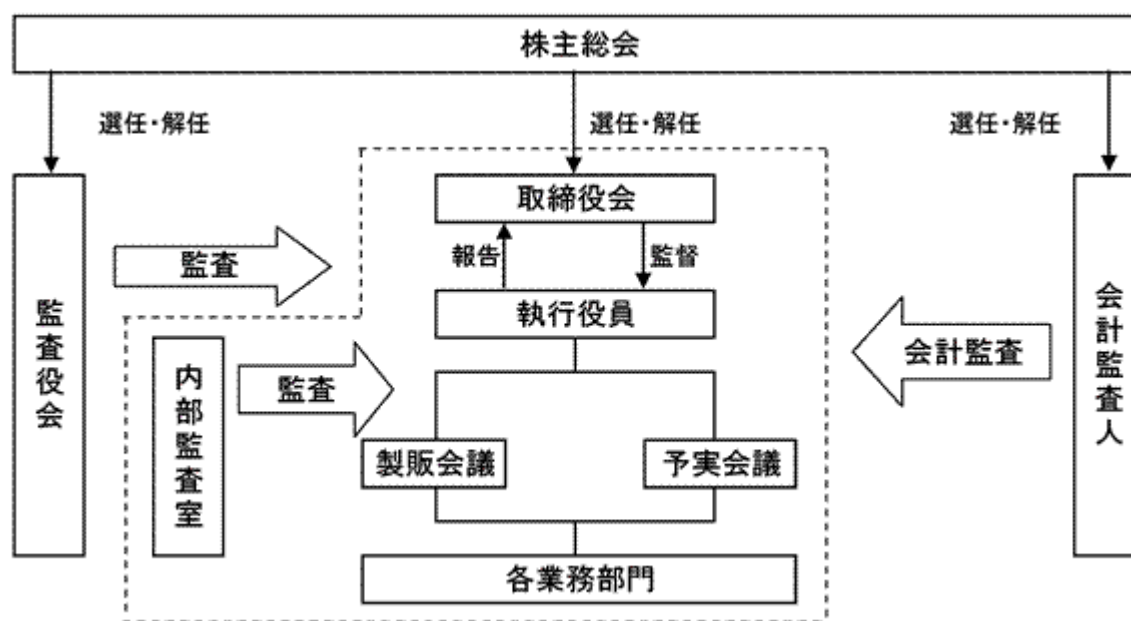 株主総会
選任・解任
選任・解任
選任・解任
取締役会
監査
報告
監督
執行役員
監査役会
内部監査室
監査
会計監査
会計監査人
製販会議
予実会議
各業務部門